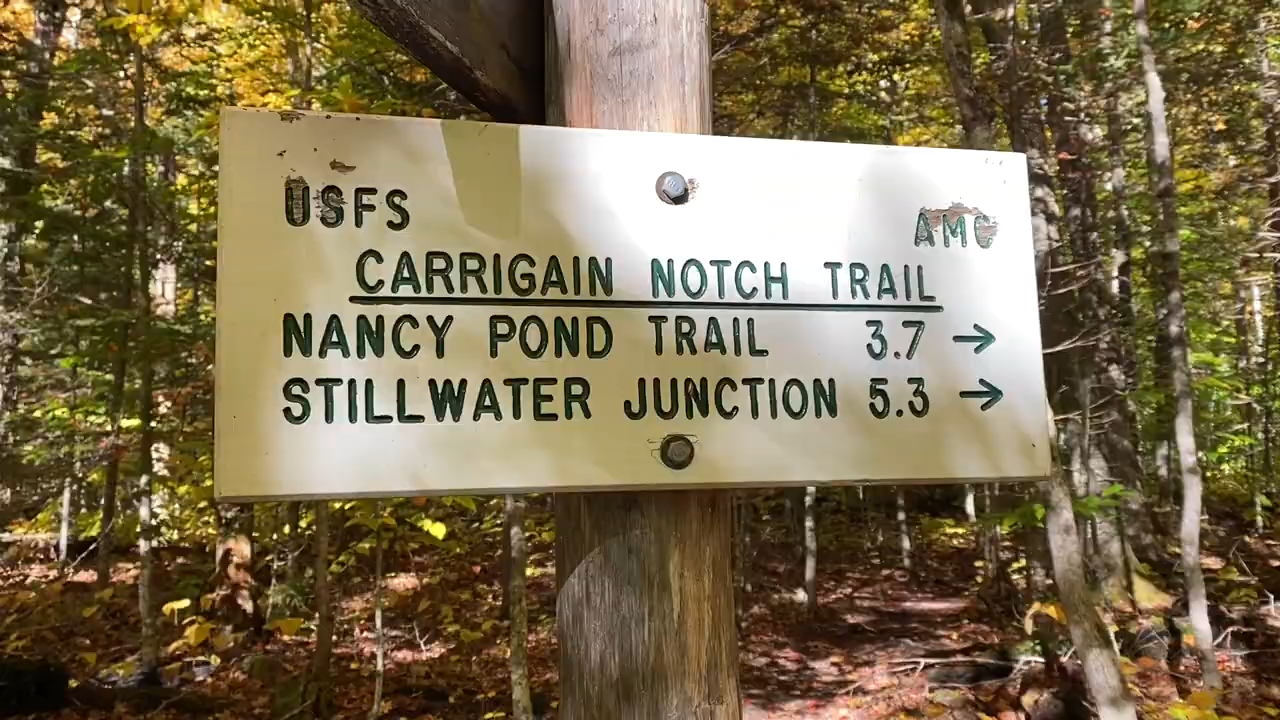 USFS AMC
CARRIGAIN NOTCH TRAIL
NANCY POND TRAIL 3.7 →
STILLWATER JUNCTION 5.3 →